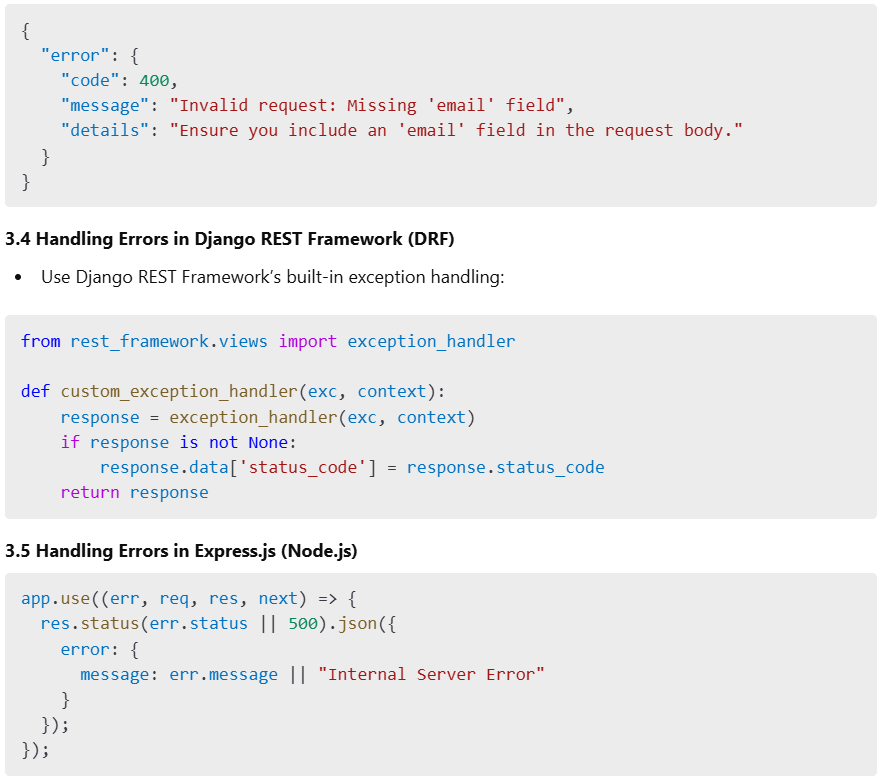 {
  "error": {
    "code": 400,
    "message": "Invalid request: Missing 'email' field",
    "details": "Ensure you include an 'email' field in the request body."
  }
}
3.4 Handling Errors in Django REST Framework (DRF)
• Use Django REST Framework’s built-in exception handling:
from rest_framework.views import exception_handler
def custom_exception_handler(exc, context):
    response = exception_handler(exc, context)
    if response is not None:
        response.data['status_code'] = response.status_code
    return response
3.5 Handling Errors in Express.js (Node.js)
app.use((err, req, res, next) => {
  res.status(err.status || 500).json({
    error: {
      message: err.message || "Internal Server Error"
    }
  });
});